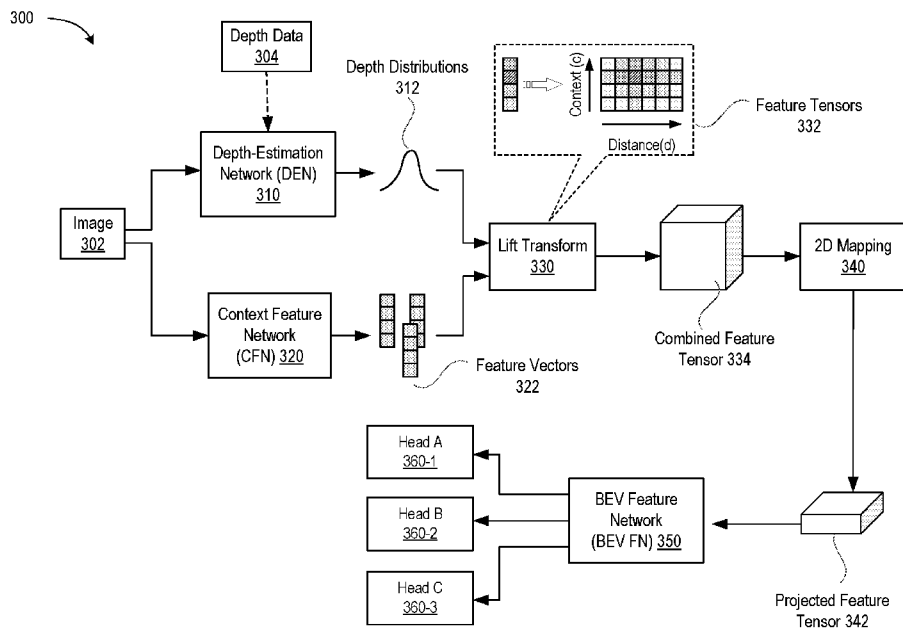 300
Depth Data
304
Depth Distributions
312
Context (c)
Distance(d)
Feature Tensors
332
Depth-Estimation
Network (DEN)
310
Image
302
Lift Transform
330
2D Mapping
340
Context Feature
Network
(CFN) 320
Feature Vectors
322
Combined Feature
Tensor 334
Head A
360-1
Head B
360-2
Head C
360-3
BEV Feature
Network
(BEV FN) 350
Projected Feature
Tensor 342